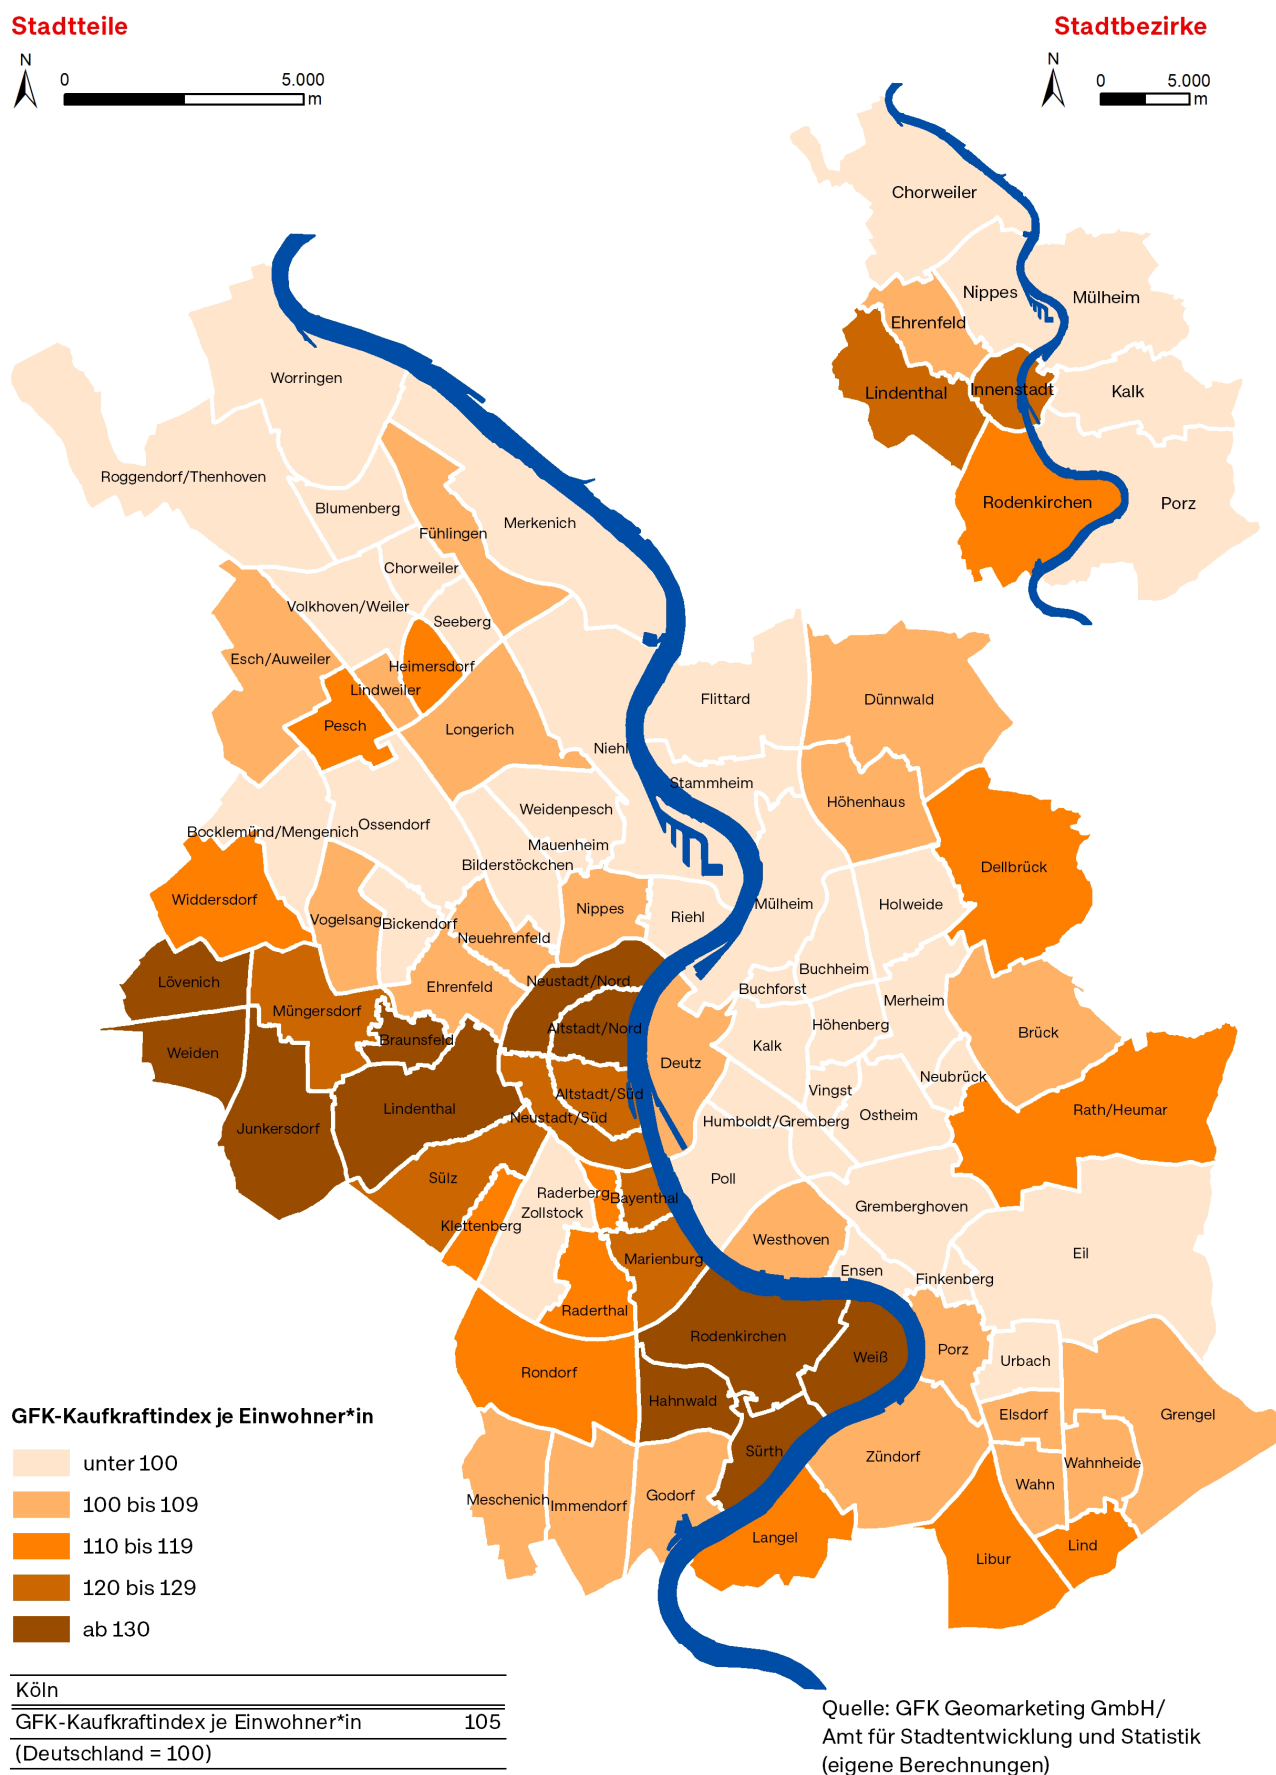 Stadtteile
N
0 5.000
m
Stadtbezirke
N
0 5.000
m
Chorweiler
Nippes
Mülheim
Ehrenfeld
Lindenthal
Innenstadt
Kalk
Rodenkirchen
Porz
Worringen
Roggendorf/Thenhoven
Blumenberg
Merkenich
Fühlingen
Chorweiler
Volkhoven/Weiler
Seeberg
Esch/Auweiler
Heimersdorf
Lindweiler
Pesch
Longerich
Flittard
Dünnwald
Niehl
Stammheim
Höhenhaus
Weidenpesch
Ossendorf
Bocklemünd/Mengenich
Mauenheim
Bilderstöckchen
Dellbrück
Widdersdorf
Vogelsang
Bickendorf
Nippes
Riehl
Mülheim
Holweide
Neuehrenfeld
Lövenich
Ehrenfeld
Neustadt/Nord
Buchheim
Buchforst
Merheim
Müngersdorf
Altstadt/Nord
Höhenberg
Brück
Braunsfeld
Weiden
Kalk
Deutz
Neubrück
Vingst
Altstadt/Süd
Lindenthal
Neustadt/Süd
Humboldt/Gremberg
Ostheim
Rath/Heumar
Junkersdorf
Sülz
Poll
Raderberg
Bayenthal
Zollstock
Gremberghoven
Klettenberg
Westhoven
Marienburg
Eil
Ensen
Finkenberg
Raderthal
Rodenkirchen
Porz
Weiß
Urbach
Rondorf
Hahnwald
Elsdorf
Grengel
Sürth
Zündorf
Wahnheide
Wahn
Meschenich
Immendorf
Godorf
Langel
Libur
Lind
GFK-Kaufkraftindex je Einwohner*in
unter 100
100 bis 109
110 bis 119
120 bis 129
ab 130
Köln
GFK-Kaufkraftindex je Einwohner*in 105
(Deutschland = 100)
Quelle: GFK Geomarketing GmbH/
Amt für Stadtentwicklung und Statistik
(eigene Berechnungen)